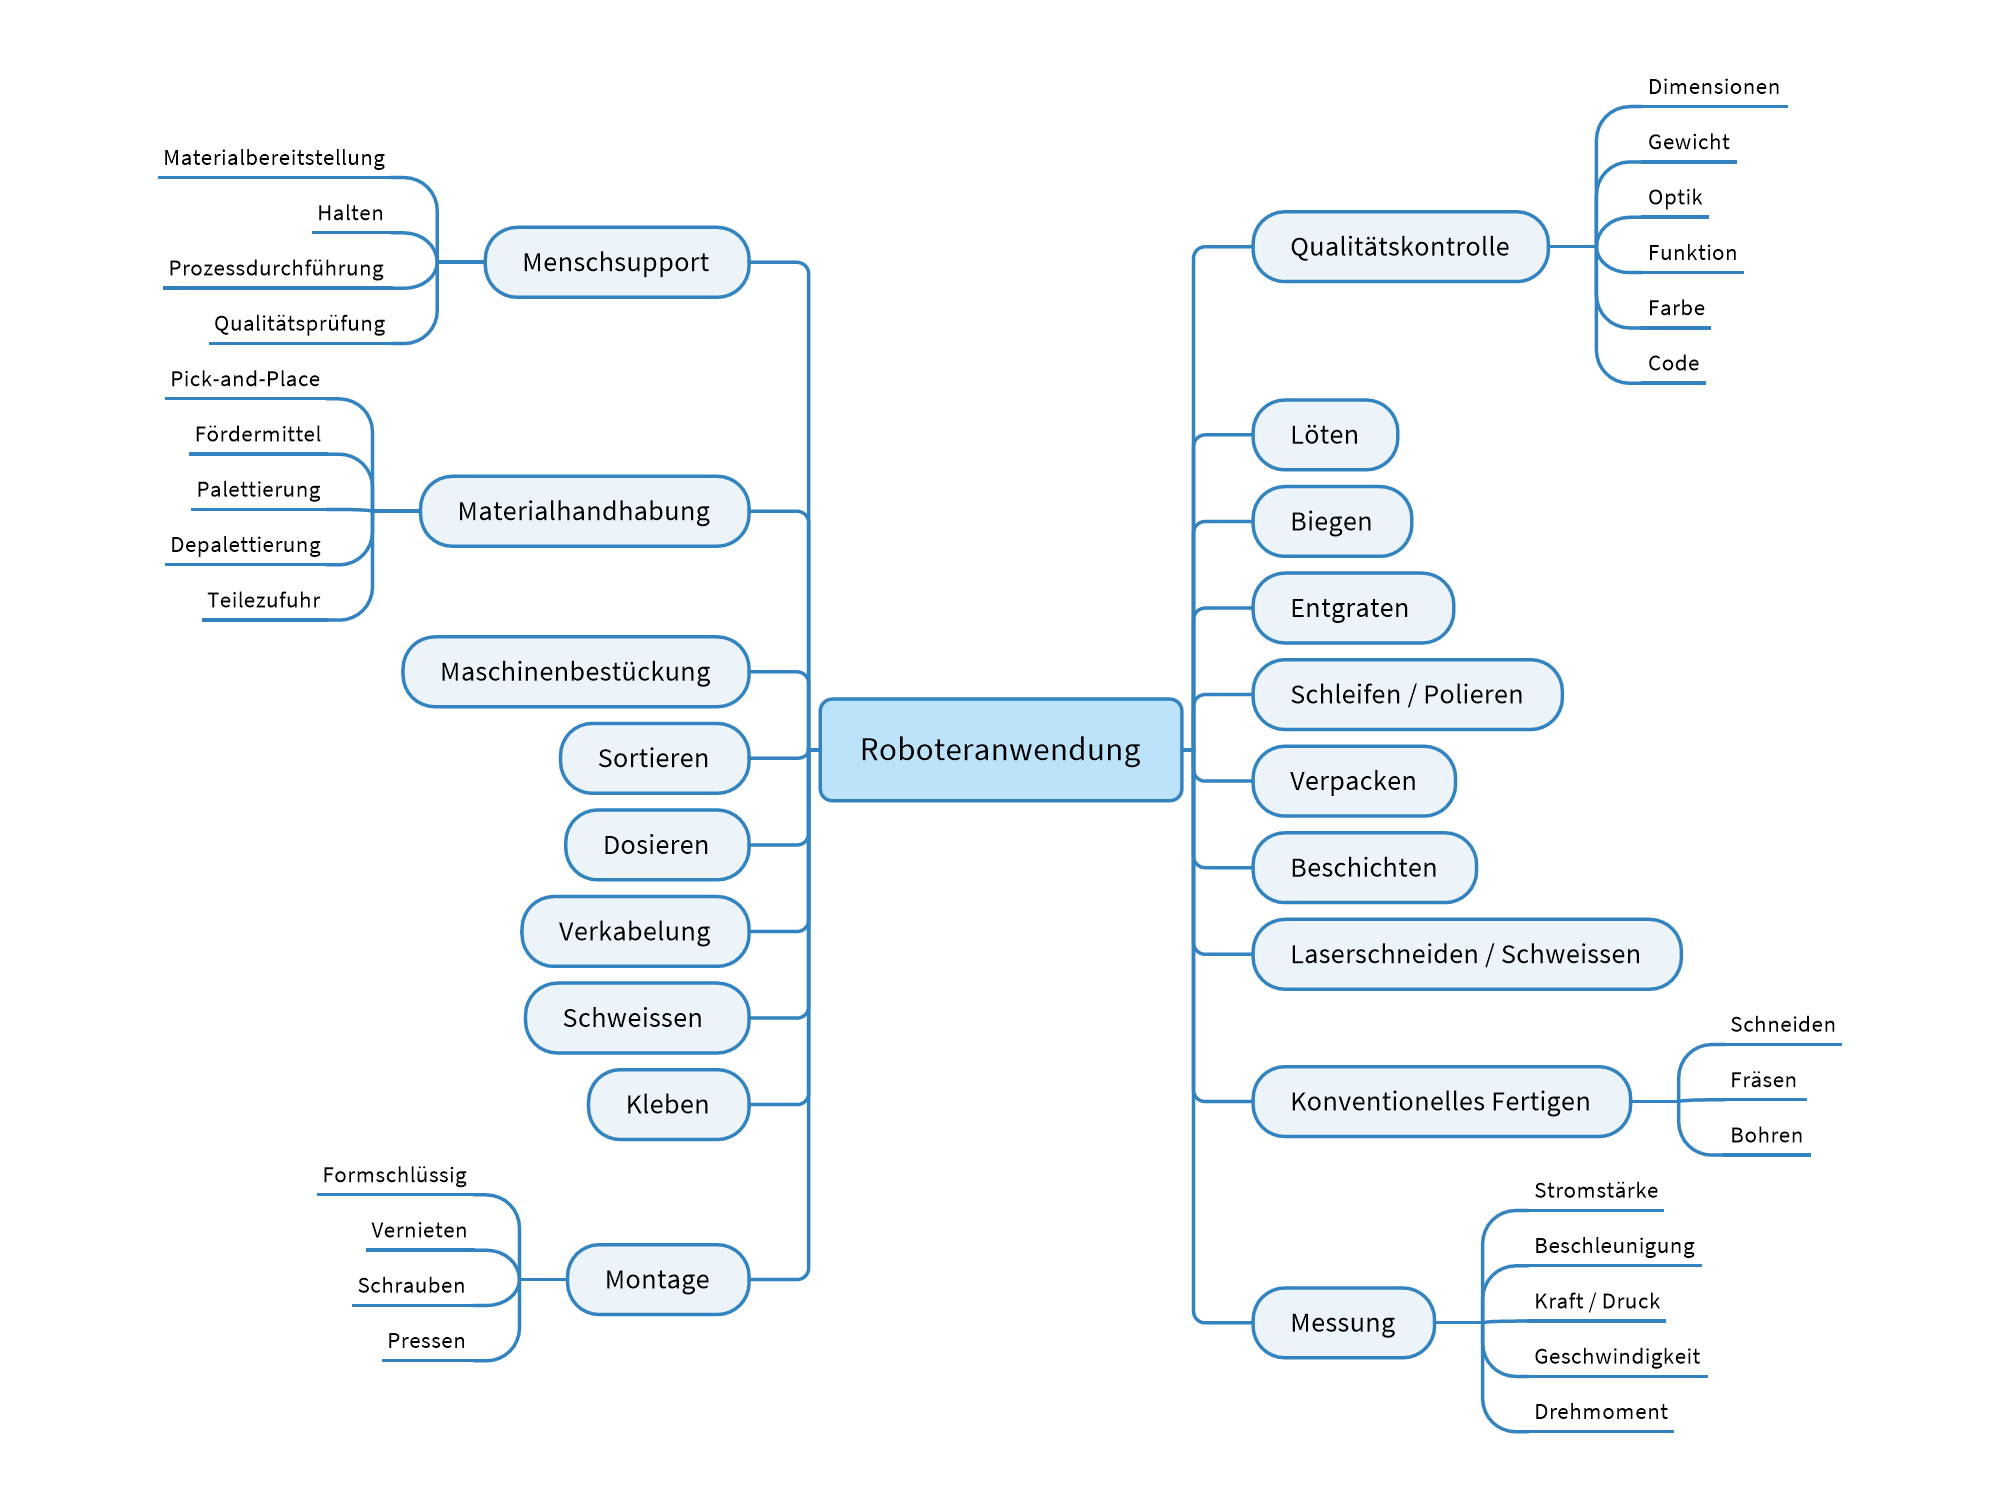 Roboteranwendung
Menschsupport
Materialbereitstellung
Halten
Prozessdurchführung
Qualitätsprüfung
Materialhandhabung
Pick-and-Place
Fördermittel
Palettierung
Depalettierung
Teilezufuhr
Maschinenbestückung
Sortieren
Dosieren
Verkabelung
Schweissen
Kleben
Montage
Formschlüssig
Vernieten
Schrauben
Pressen
Qualitätskontrolle
Dimensionen
Gewicht
Optik
Funktion
Farbe
Code
Löten
Biegen
Entgraten
Schleifen / Polieren
Verpacken
Beschichten
Laserschneiden / Schweissen
Konventionelles Fertigen
Schneiden
Fräsen
Bohren
Messung
Stromstärke
Beschleunigung
Kraft / Druck
Geschwindigkeit
Drehmoment